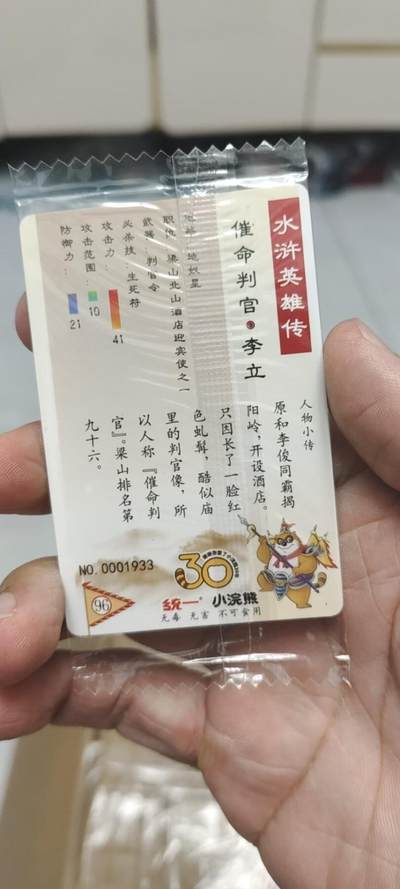 水浒英雄传
催命判官·李立
地奴星
职位：梁山北山酒店迎宾使之一
武器：判官令
技：生死符
攻击力：41
攻击范围：10
防御力：21
人物小传
原和李俊同霸揭
阳岭，开设酒店。
只因长了一脸红
色虬髯，酷似庙
里的判官像，所
以人称『催命判
官』。梁山排名第
九十六。
NO.0001933
96
30
统一® 小浣熊
无毒 无害 不可食用